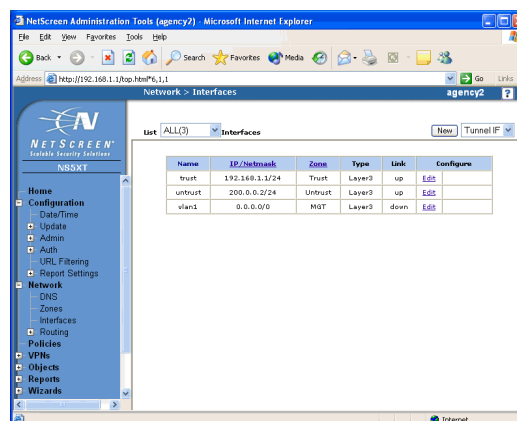 NetScreen Administration Tools (agency2) - Microsoft Internet Explorer
File Edit View Favorites Tools Help
Back Search Favorites Media
Address http://192.168.1.1/top.html*6,1,1 Go Links
Network > Interfaces agency2 ?
NETSCREEN
Scalable Security Solutions
NS5XT
List ALL(3) Interfaces New Tunnel IF
Name IP/Netmask Zone Type Link Configure
trust 192.168.1.1/24 Trust Layer3 up Edit
untrust 200.0.0.2/24 Untrust Layer3 up Edit
vlan1 0.0.0.0/0 MGT Layer3 down Edit
Home
Configuration
Date/Time
Update
Admin
Auth
URL Filtering
Report Settings
Network
DNS
Zones
Interfaces
Routing
Policies
VPNs
Objects
Reports
Wizards
Internet